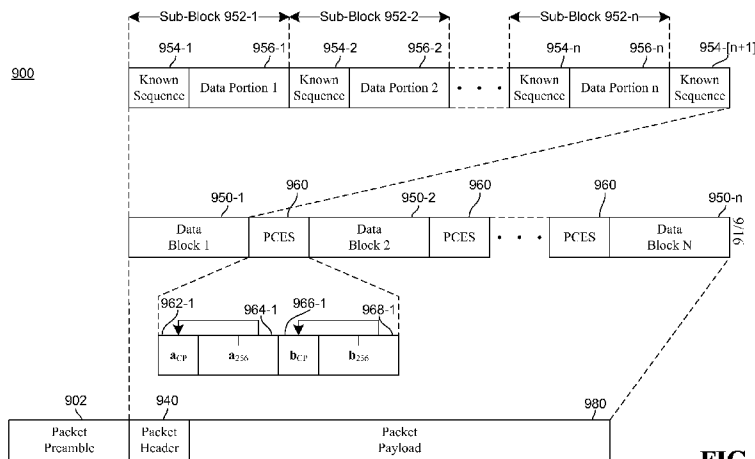 Sub-Block 952-1 Sub-Block 952-2 Sub-Block 952-n
954-1 956-1 954-2 956-2 954-n 956-n 954-[n+1]
900
Known Sequence Data Portion 1 Known Sequence Data Portion 2 • • • Known Sequence Data Portion n Known Sequence
950-1 960 950-2 960 960 950-n
Data Block 1 PCES Data Block 2 PCES • • • PCES Data Block N
9/16
962-1 964-1 966-1 968-1
aCP a256 bCP b256
902 940 980
Packet Preamble Packet Header Packet Payload
FIG